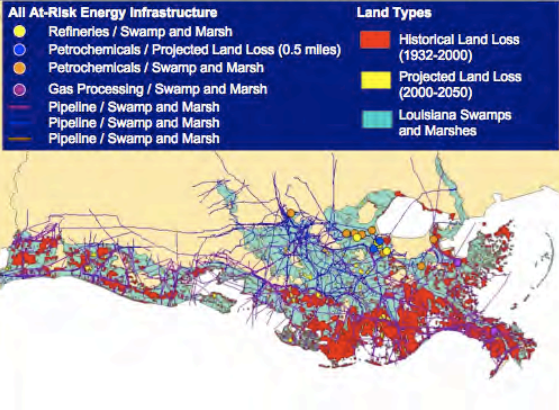 All At-Risk Energy Infrastructure
Refineries / Swamp and Marsh
Petrochemicals / Projected Land Loss (0.5 miles)
Petrochemicals / Swamp and Marsh
Gas Processing / Swamp and Marsh
Pipeline / Swamp and Marsh
Pipeline / Swamp and Marsh
Pipeline / Swamp and Marsh
Land Types
Historical Land Loss
(1932-2000)
Projected Land Loss
(2000-2050)
Louisiana Swamps
and Marshes